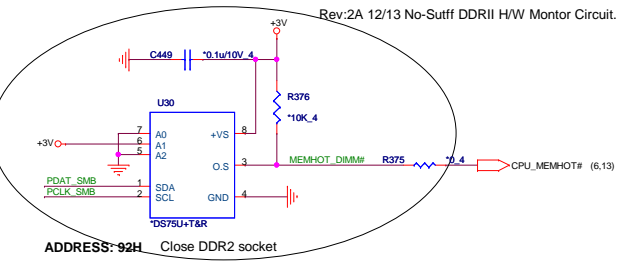 Rev:2A 12/13 No-Sutff DDRII H/W Montor Circuit.
+3V
C449 *0.1u/10V_4
R376
*10K_4
U30
7 A0 +VS 8
+3V 6 A1
5 A2
O.S 3 MEMHOT_DIMM# R375 *0_4 CPU_MEMHOT# (6,13)
PDAT_SMB 1 SDA
PCLK_SMB 2 SCL GND 4
*DS75U+T&R
ADDRESS: 92H Close DDR2 socket